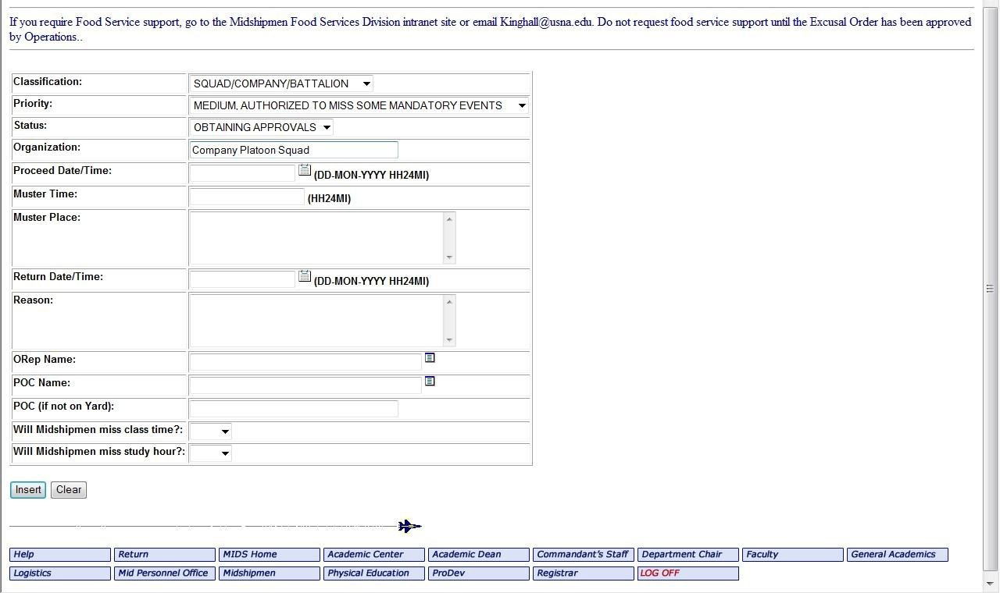 If you require Food Service support, go to the Midshipmen Food Services Division intranet site or email Kinghall@usna.edu. Do not request food service support until the Excusal Order has been approved
by Operations..
Classification: SQUAD/COMPANY/BATTALION
Priority: MEDIUM, AUTHORIZED TO MISS SOME MANDATORY EVENTS
Status: OBTAINING APPROVALS
Organization: Company Platoon Squad
Proceed Date/Time: (DD-MON-YYYY HH24MI)
Muster Time: (HH24MI)
Muster Place:
Return Date/Time: (DD-MON-YYYY HH24MI)
Reason:
ORep Name:
POC Name:
POC (if not on Yard):
Will Midshipmen miss class time?:
Will Midshipmen miss study hour?:
Insert Clear
Help Return MIDS Home Academic Center Academic Dean Commandant's Staff Department Chair Faculty General Academics
Logistics Mid Personnel Office Midshipmen Physical Education ProDev Registrar LOG OFF